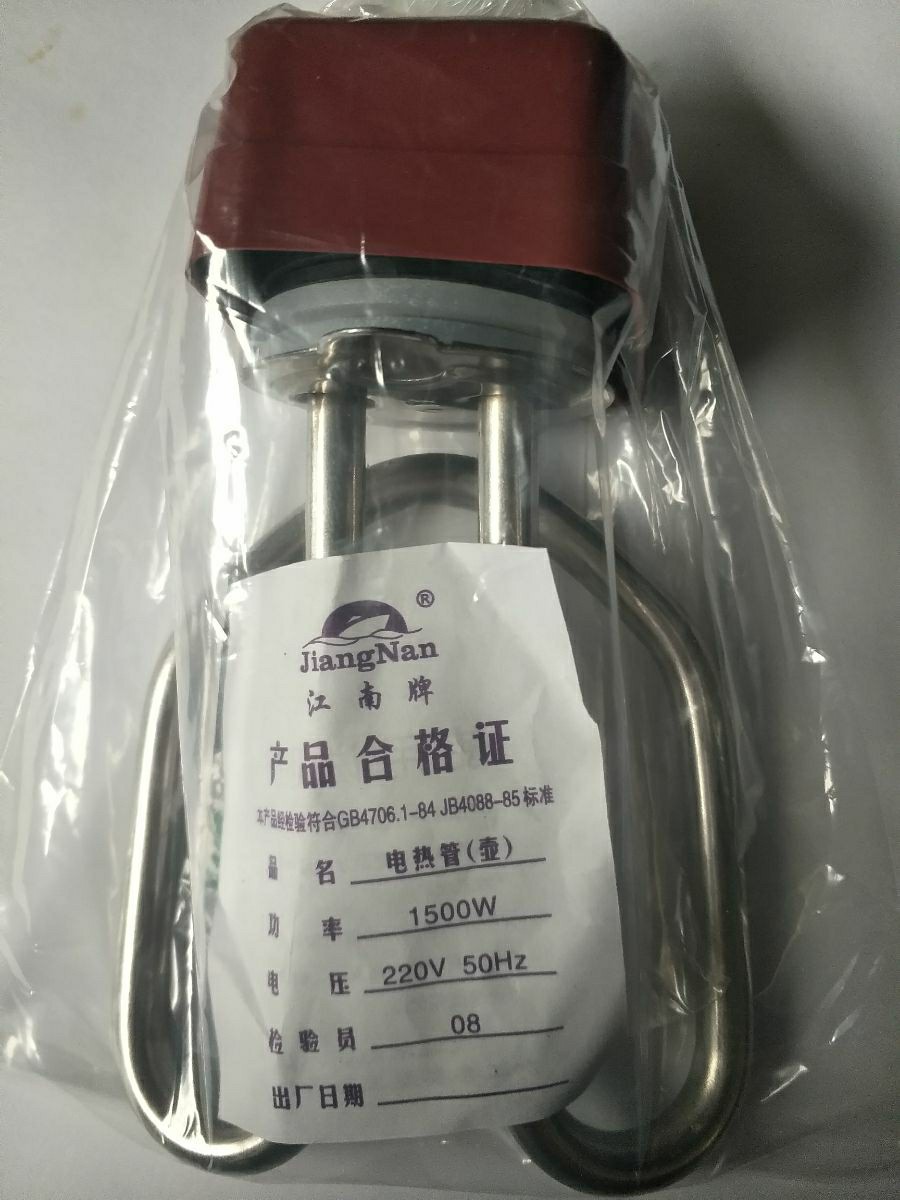 ®
JiangNan
江南牌
产品合格证
本产品经检验符合GB4706.1-84 JB4088-85标准
品名 电热管(壶)
功率 1500W
电压 220V 50Hz
检验员 08
出厂日期